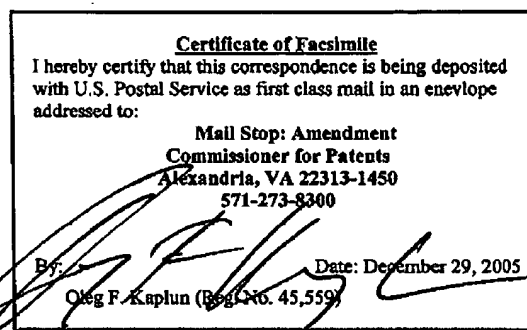 Certificate of Facsimile
I hereby certify that this correspondence is being deposited
with U.S. Postal Service as first class mail in an enevlope
addressed to:
Mail Stop: Amendment
Commissioner for Patents
Alexandria, VA 22313-1450
571-273-8300
By: Date: December 29, 2005
Oleg F. Kaplun (Reg. No. 45,559)